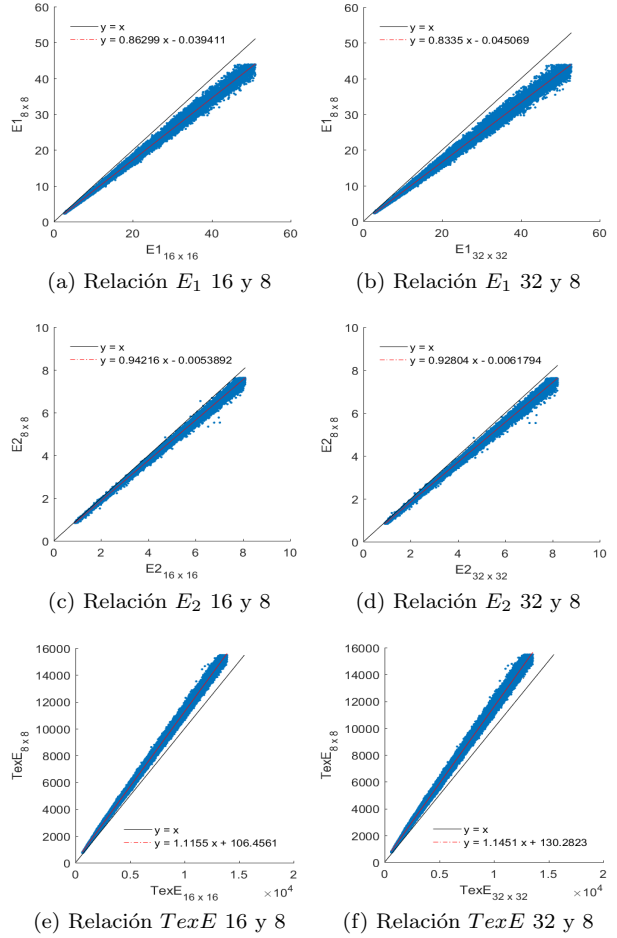 60
50
40
30
20
10
0
E1 8 x 8
y = x
y = 0.86299 x - 0.039411
0 20 40 60
E1 16 x 16
(a) Relación E1 16 y 8
60
50
40
30
20
10
0
E1 8 x 8
y = x
y = 0.8335 x - 0.045069
0 20 40 60
E1 32 x 32
(b) Relación E1 32 y 8
10
8
6
4
2
0
E2 8 x 8
y = x
y = 0.94216 x - 0.0053892
0 2 4 6 8 10
E2 16 x 16
(c) Relación E2 16 y 8
10
8
6
4
2
0
E2 8 x 8
y = x
y = 0.92804 x - 0.0061794
0 2 4 6 8 10
E2 32 x 32
(d) Relación E2 32 y 8
16000
14000
12000
10000
8000
6000
4000
2000
0
TexE 8 x 8
y = x
y = 1.1155 x + 106.4561
0 0.5 1 1.5 2
TexE 16 x 16
×10^4
(e) Relación TexE 16 y 8
16000
14000
12000
10000
8000
6000
4000
2000
0
TexE 8 x 8
y = x
y = 1.1451 x + 130.2823
0 0.5 1 1.5 2
TexE 32 x 32
×10^4
(f) Relación TexE 32 y 8